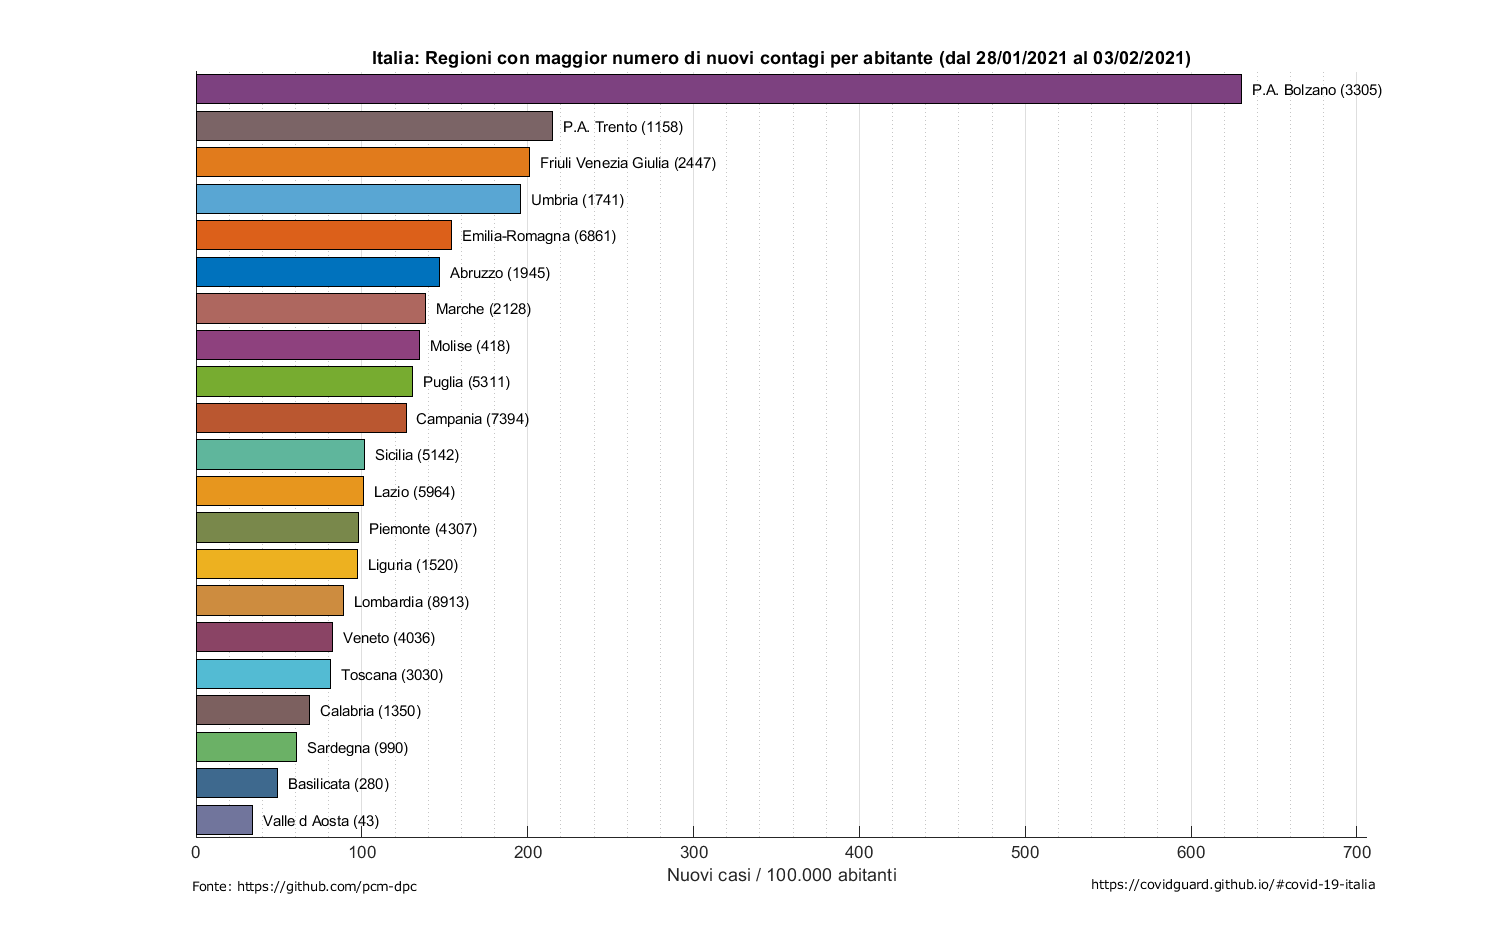 Italia: Regioni con maggior numero di nuovi contagi per abitante (dal 28/01/2021 al 03/02/2021)
P.A. Bolzano (3305)
P.A. Trento (1158)
Friuli Venezia Giulia (2447)
Umbria (1741)
Emilia-Romagna (6861)
Abruzzo (1945)
Marche (2128)
Molise (418)
Puglia (5311)
Campania (7394)
Sicilia (5142)
Lazio (5964)
Piemonte (4307)
Liguria (1520)
Lombardia (8913)
Veneto (4036)
Toscana (3030)
Calabria (1350)
Sardegna (990)
Basilicata (280)
Valle d Aosta (43)
0 100 200 300 400 500 600 700
Nuovi casi / 100.000 abitanti
Fonte: https://github.com/pcm-dpc
https://covidguard.github.io/#covid-19-italia